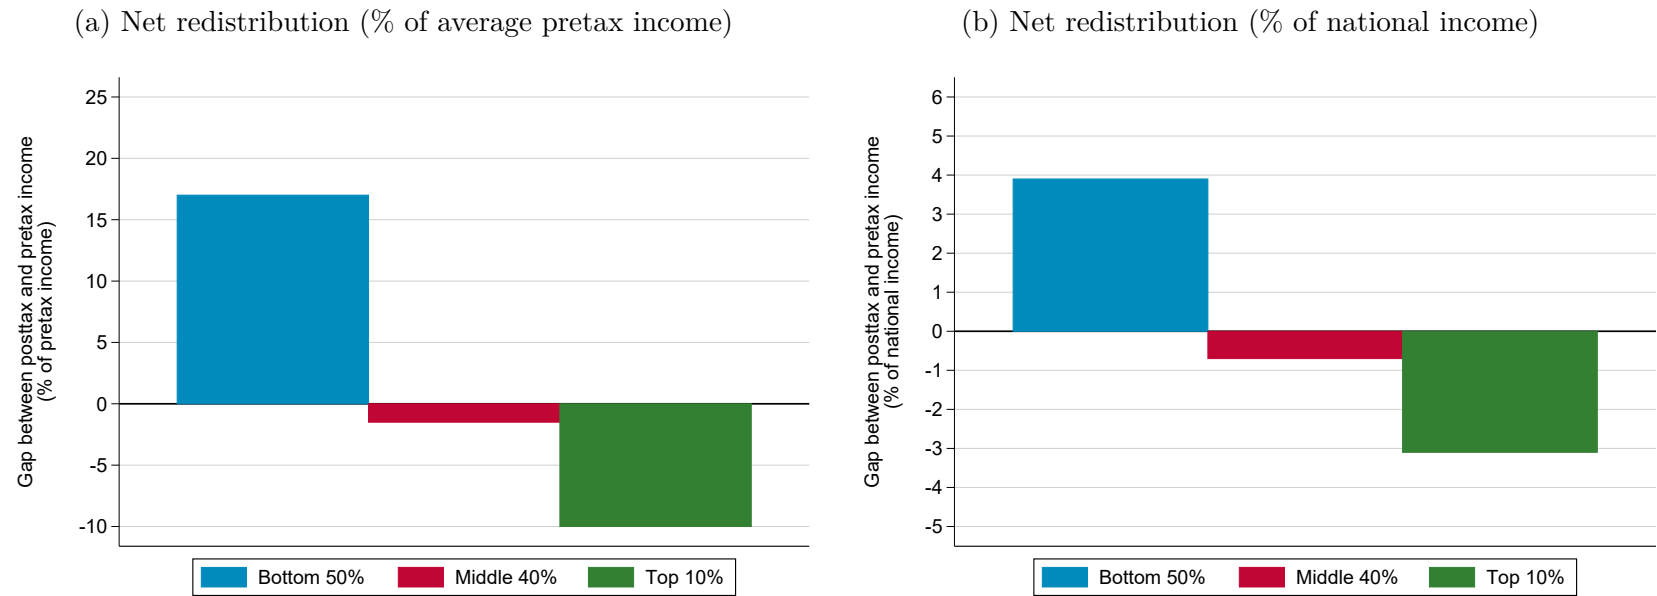 (a) Net redistribution (% of average pretax income)
Gap between posttax and pretax income
(% of pretax income)
25
20
15
10
5
0
-5
-10
Bottom 50%
Middle 40%
Top 10%
(b) Net redistribution (% of national income)
Gap between posttax and pretax income
(% of national income)
6
5
4
3
2
1
0
-1
-2
-3
-4
-5
Bottom 50%
Middle 40%
Top 10%